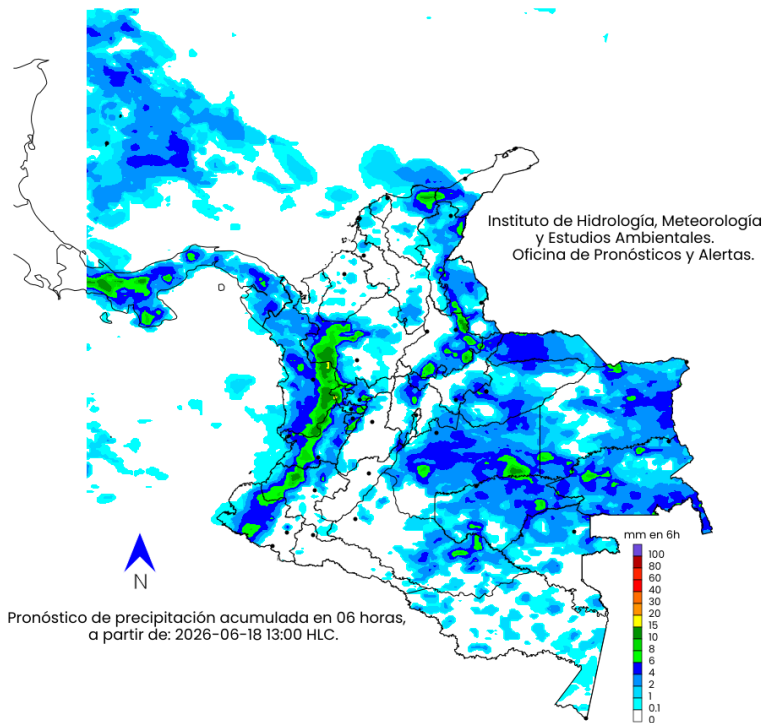 Instituto de Hidrología, Meteorología
y Estudios Ambientales.
Oficina de Pronósticos y Alertas.
mm en 6h
100
80
60
40
30
20
15
10
8
6
4
2
1
0.1
0
N
Pronóstico de precipitación acumulada en 06 horas,
a partir de: 2026-06-18 13:00 HLC.